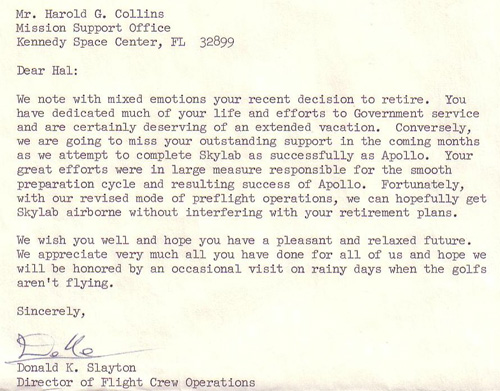 Mr. Harold G. Collins
Mission Support Office
Kennedy Space Center, FL  32899
Dear Hal:
We note with mixed emotions your recent decision to retire.  You
have dedicated much of your life and efforts to Government service
and are certainly deserving of an extended vacation.  Conversely,
we are going to miss your outstanding support in the coming months
as we attempt to complete Skylab as successfully as Apollo.  Your
great efforts were in large measure responsible for the smooth
preparation cycle and resulting success of Apollo.  Fortunately,
with our revised mode of preflight operations, we can hopefully get
Skylab airborne without interfering with your retirement plans.
We wish you well and hope you have a pleasant and relaxed future.
We appreciate very much all you have done for all of us and hope we
will be honored by an occasional visit on rainy days when the golfs
aren't flying.
Sincerely,
Donald K. Slayton
Director of Flight Crew Operations